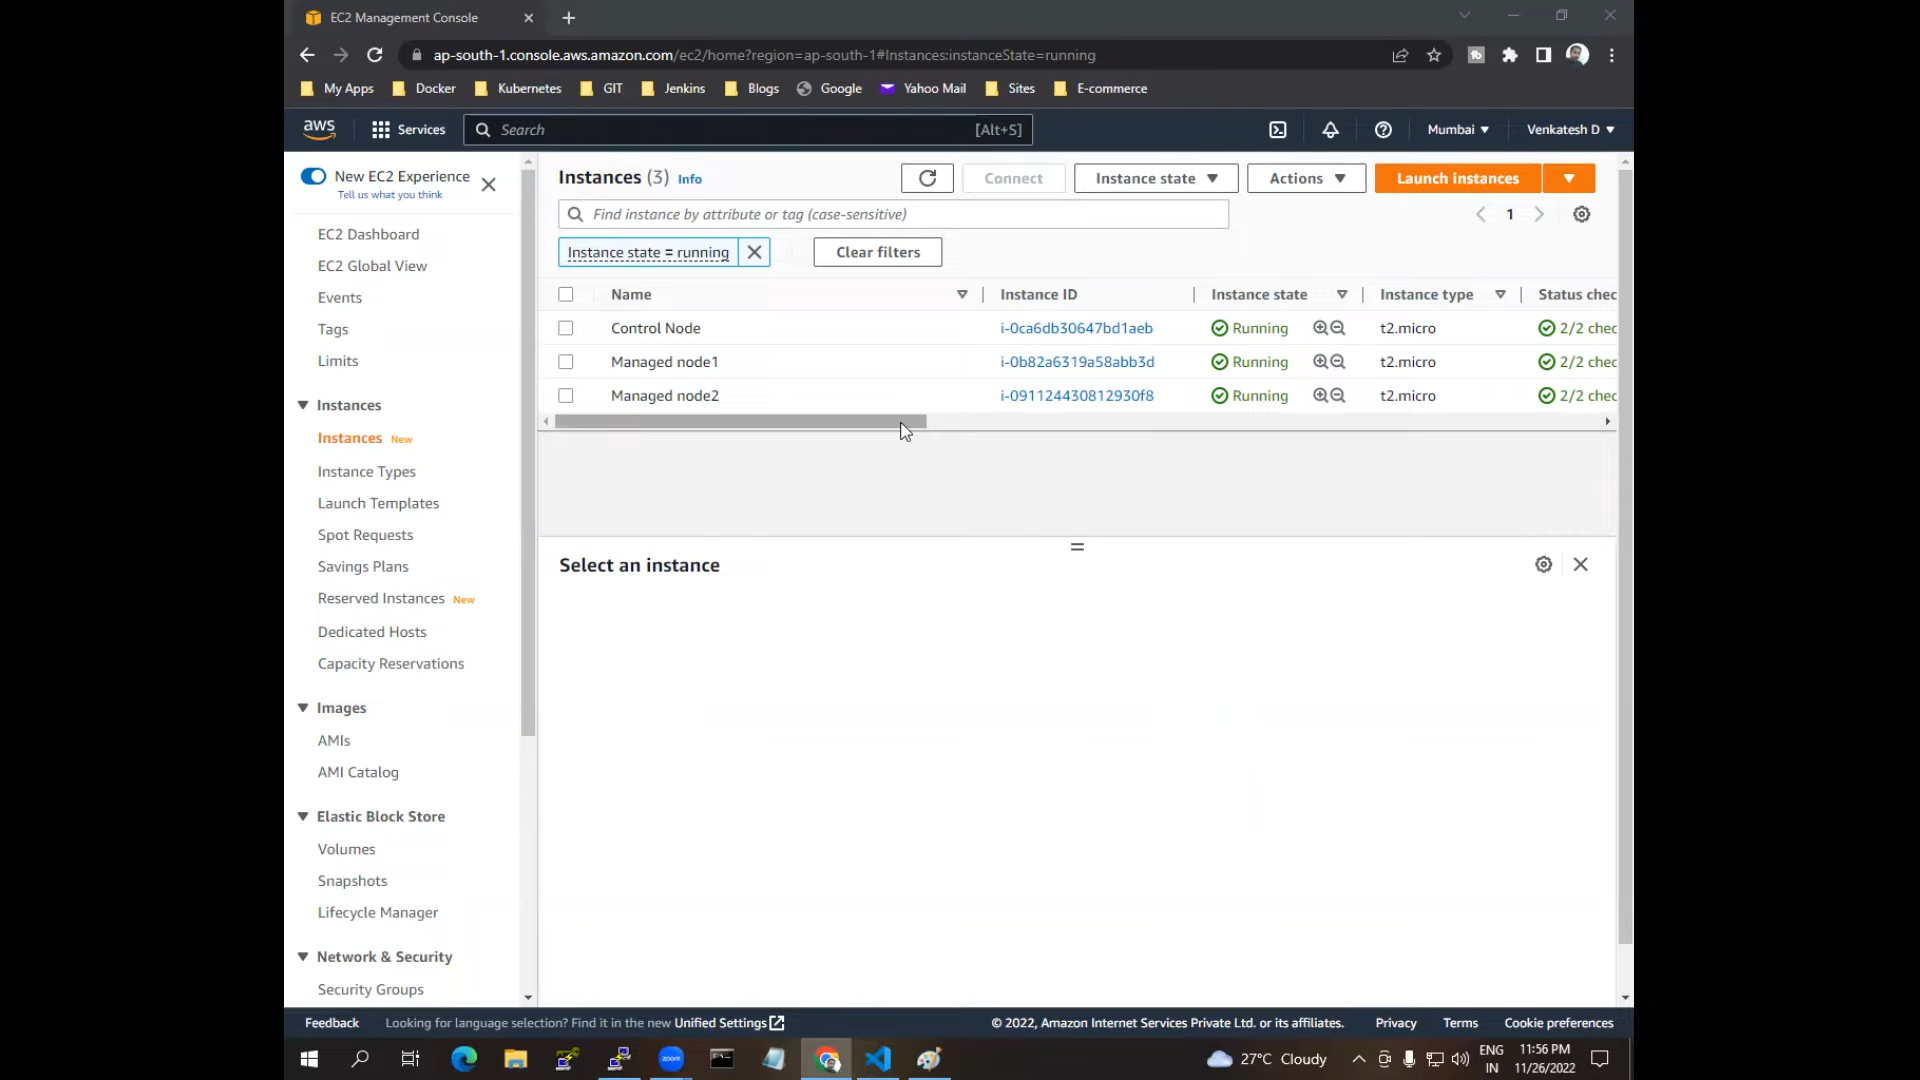 EC2 Management Console
ap-south-1.console.aws.amazon.com/ec2/home?region=ap-south-1#Instances:instanceState=running
My Apps Docker Kubernetes GIT Jenkins Blogs Google Yahoo Mail Sites E-commerce
aws Services Search [Alt+S] Mumbai Venkatesh D
New EC2 Experience
Tell us what you think
EC2 Dashboard
EC2 Global View
Events
Tags
Limits
Instances
Instances New
Instance Types
Launch Templates
Spot Requests
Savings Plans
Reserved Instances New
Dedicated Hosts
Capacity Reservations
Images
AMIs
AMI Catalog
Elastic Block Store
Volumes
Snapshots
Lifecycle Manager
Network & Security
Security Groups
Instances (3) Info Connect Instance state Actions Launch instances
Find instance by attribute or tag (case-sensitive) 1
Instance state = running Clear filters
Name Instance ID Instance state Instance type Status chec
Control Node i-0ca6db30647bd1aeb Running t2.micro 2/2 chec
Managed node1 i-0b82a6319a58abb3d Running t2.micro 2/2 chec
Managed node2 i-091124430812930f8 Running t2.micro 2/2 chec
Select an instance
Feedback Looking for language selection? Find it in the new Unified Settings © 2022, Amazon Internet Services Private Ltd. or its affiliates. Privacy Terms Cookie preferences
zoom 27°C Cloudy ENG 11:56 PM
IN 11/26/2022